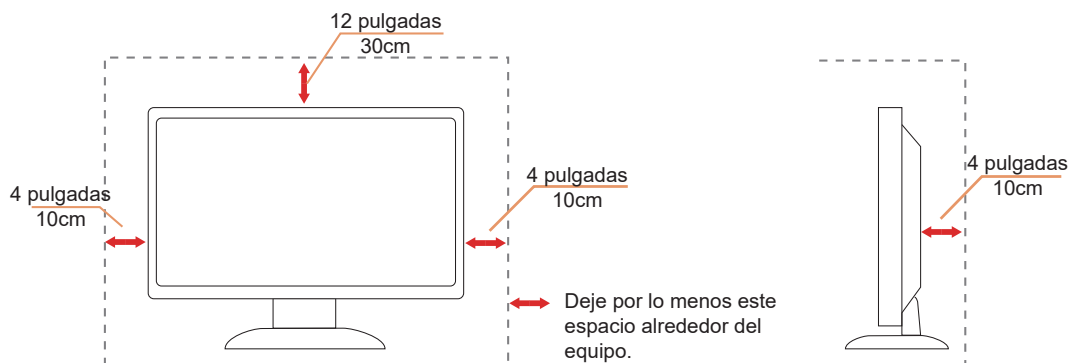 12 pulgadas
30cm
4 pulgadas
10cm
4 pulgadas
10cm
Deje por lo menos este
espacio alrededor del
equipo.
4 pulgadas
10cm